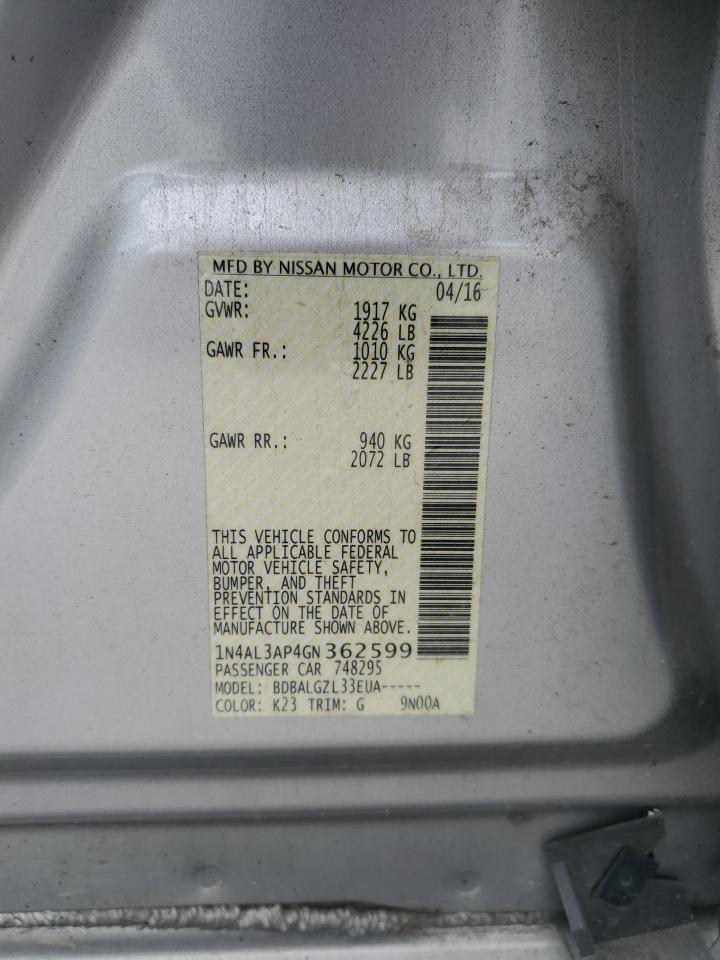 MFD BY NISSAN MOTOR CO., LTD.
DATE: 04/16
GVWR: 1917 KG
4226 LB
GAWR FR.: 1010 KG
2227 LB
GAWR RR.: 940 KG
2072 LB
THIS VEHICLE CONFORMS TO
ALL APPLICABLE FEDERAL
MOTOR VEHICLE SAFETY,
BUMPER, AND THEFT
PREVENTION STANDARDS IN
EFFECT ON THE DATE OF
MANUFACTURE SHOWN ABOVE.
1N4AL3AP4GN362599
PASSENGER CAR 748295
MODEL: BDBALGZL33EUA-----
COLOR: K23 TRIM: G 9N00A